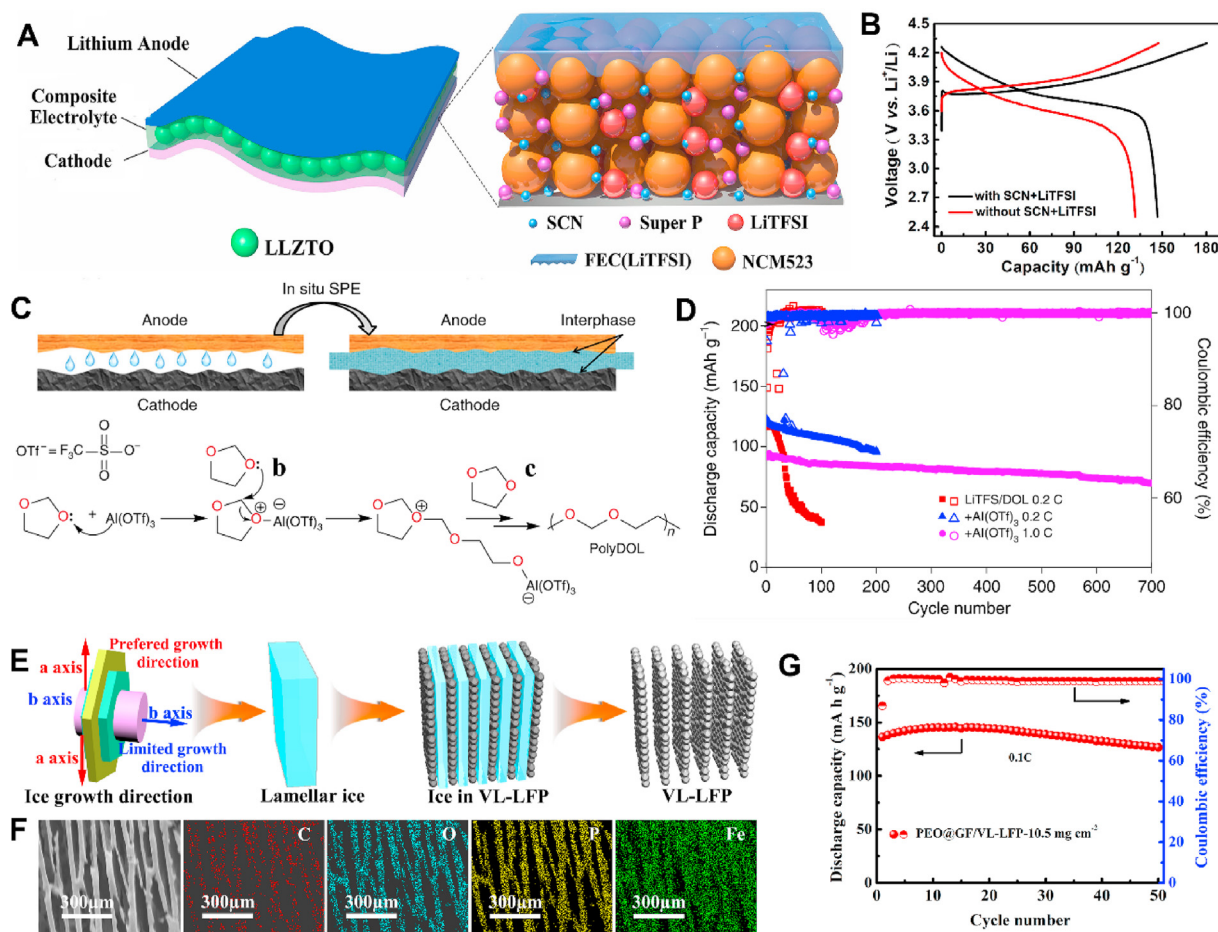 A
Lithium Anode
Composite
Electrolyte
Cathode
LLZTO
SCN
Super P
LiTFSI
FEC(LiTFSI)
NCM523
B
Voltage ( V vs. Li⁺/Li)
4.5
4.2
3.9
3.6
3.3
3.0
2.7
2.4
with SCN+LiTFSI
without SCN+LiTFSI
0 30 60 90 120 150 180
Capacity (mAh g⁻¹)
C
In situ SPE
Anode
Anode
Interphase
Cathode
Cathode
OTf⁻ = F₃C-S-O⁻
O
O
b
c
O
O:
O
O
O
O:
+
Al(OTf)₃
O
O
⊕
⊖
Al(OTf)₃
O
O
⊕
O
O
Al(OTf)₃
⊖
( O O )n
PolyDOL
D
Discharge capacity (mAh g⁻¹)
200
150
100
50
0
100
80
60
Coulombic efficiency (%)
LiTFS/DOL 0.2 C
+Al(OTf)₃ 0.2 C
+Al(OTf)₃ 1.0 C
0 100 200 300 400 500 600 700
Cycle number
E
Prefered growth
direction
a axis
b axis
b axis
Limited growth
direction
a axis
Ice growth direction
Lamellar ice
Ice in VL-LFP
VL-LFP
F
300μm
C
300μm
O
300μm
P
300μm
Fe
300μm
G
Discharge capacity (mA h g⁻¹)
200
175
150
125
100
75
50
25
0
100
80
60
40
20
0
Coulombic efficiency (%)
0.1C
PEO@GF/VL-LFP-10.5 mg cm⁻²
0 10 20 30 40 50
Cycle number